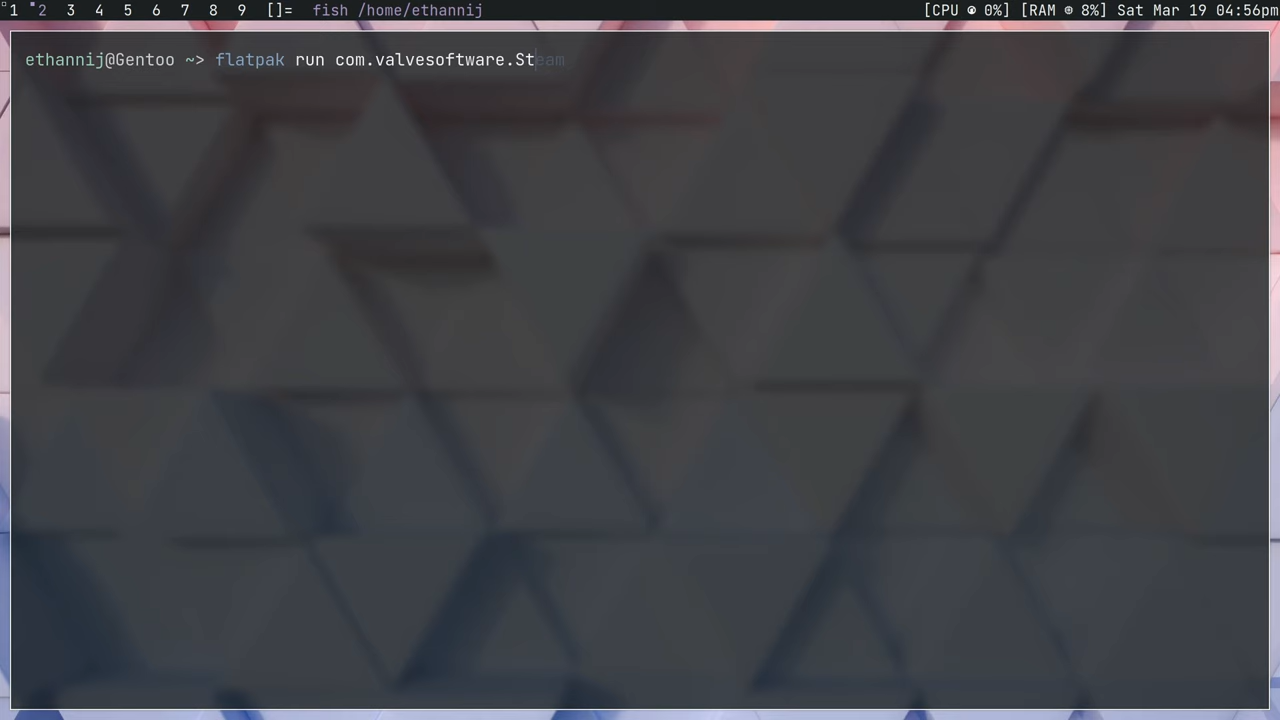 1 2 3 4 5 6 7 8 9 []= fish /home/ethannij [CPU 0%] [RAM 8%] Sat Mar 19 04:56pm
ethannij@Gentoo ~> flatpak run com.valvesoftware.Steam